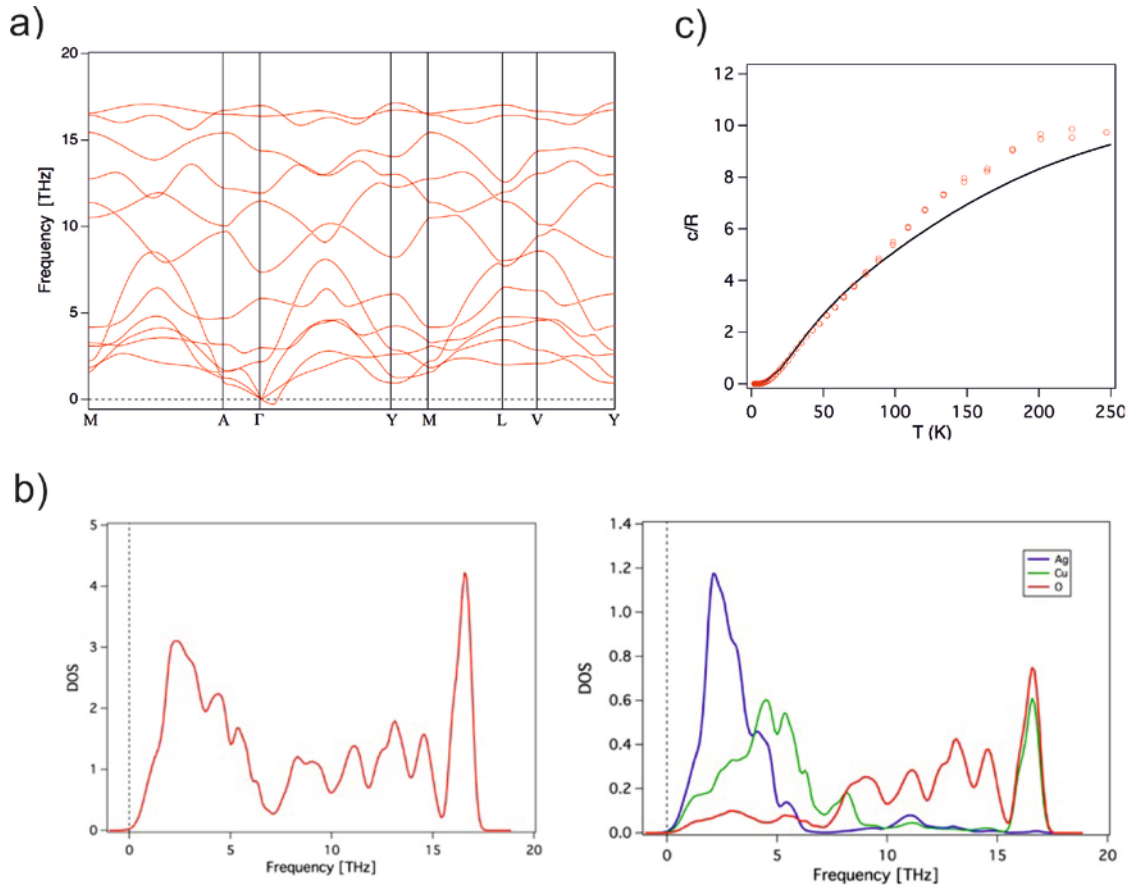 a)
20
15
10
5
0
Frequency [THz]
M A Γ Y M L V Y
c)
12
10
8
6
4
2
0
c/R
0 50 100 150 200 250
T (K)
b)
5
4
3
2
1
0
DOS
0 5 10 15 20
Frequency [THz]
1.4
1.2
1.0
0.8
0.6
0.4
0.2
0.0
DOS
Ag
Cu
O
0 5 10 15 20
Frequency [THz]